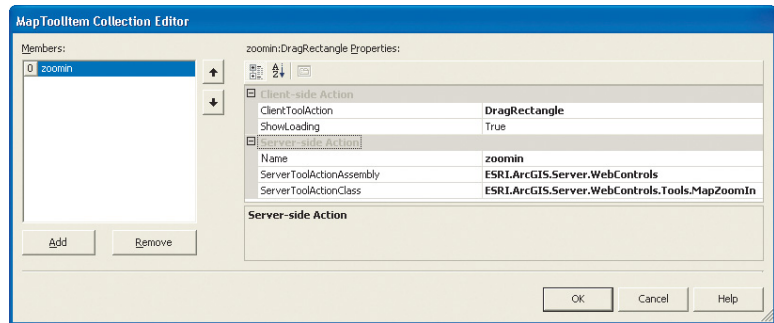 MapToolItem Collection Editor
Members:
zoomin:DragRectangle Properties:
0 zoomin
Client-side Action
ClientToolAction DragRectangle
ShowLoading True
Server-side Action
Name zoomin
ServerToolActionAssembly ESRI.ArcGIS.Server.WebControls
ServerToolActionClass ESRI.ArcGIS.Server.WebControls.Tools.MapZoomIn
Server-side Action
Add Remove
OK Cancel Help